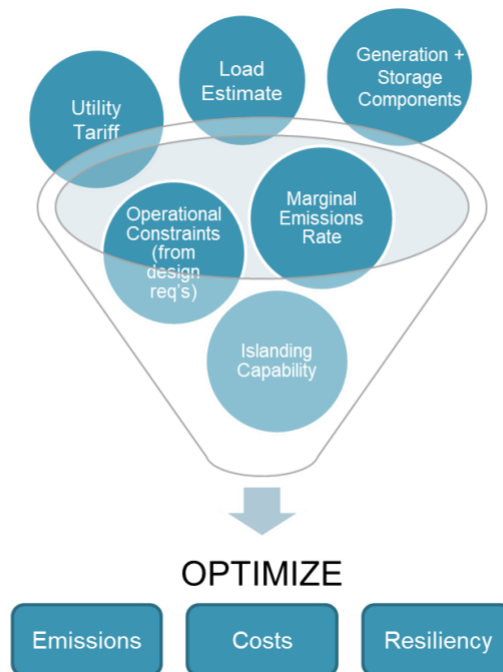 Utility
Tariff
Load
Estimate
Generation +
Storage
Components
Operational
Constraints
(from
design
req's)
Marginal
Emissions
Rate
Islanding
Capability
OPTIMIZE
Emissions
Costs
Resiliency